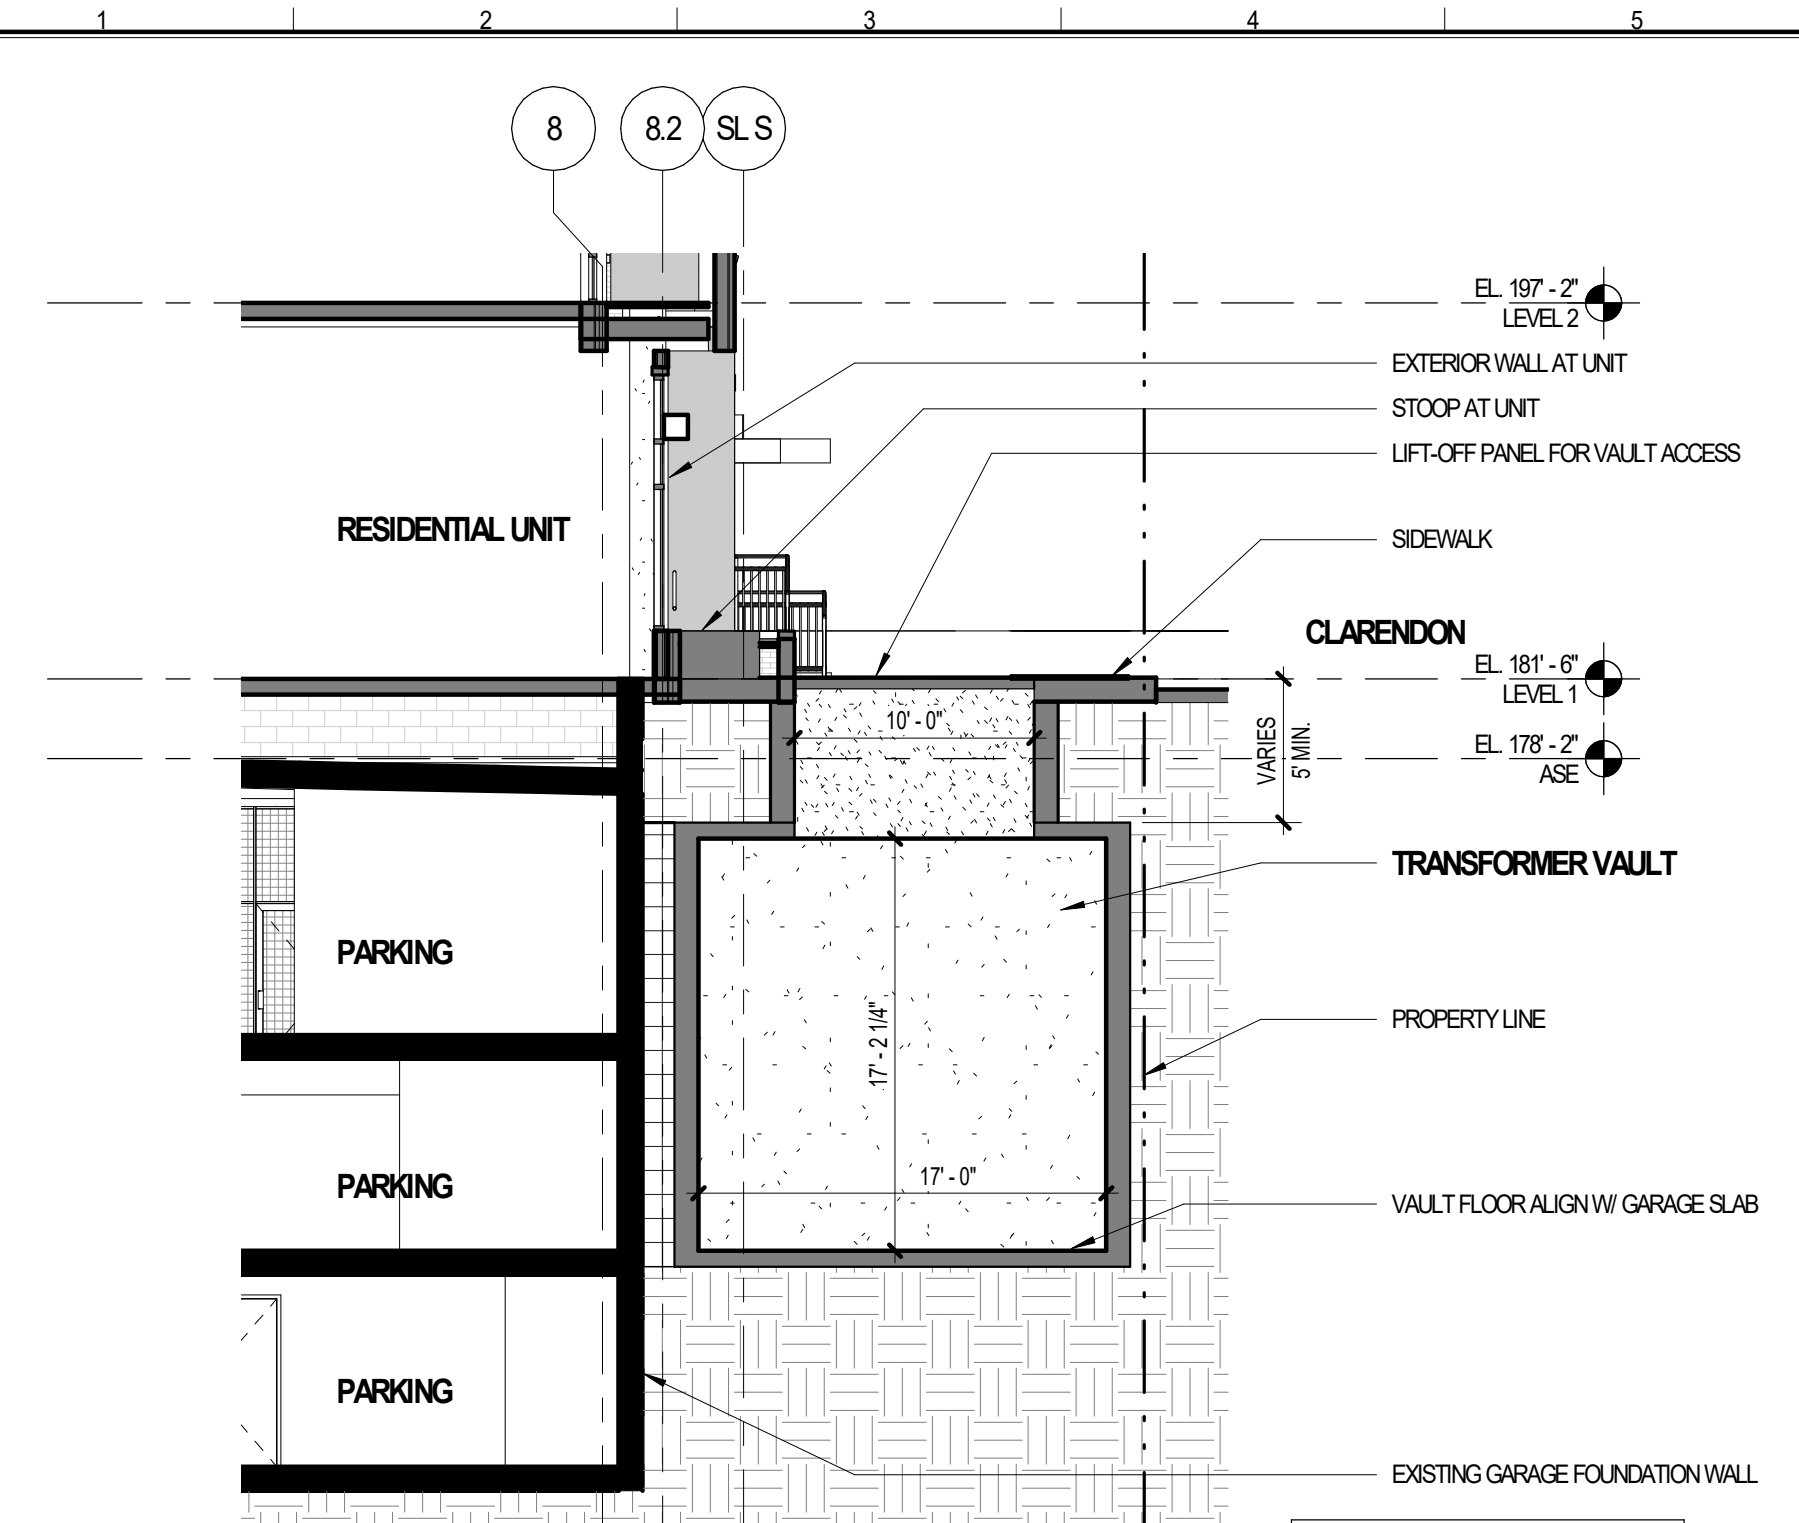 1 2 3 4 5
8 8.2 SL S
EL. 197' - 2"
LEVEL 2
EXTERIOR WALL AT UNIT
STOOP AT UNIT
LIFT-OFF PANEL FOR VAULT ACCESS
RESIDENTIAL UNIT
SIDEWALK
CLARENDON
EL. 181' - 6"
LEVEL 1
10' - 0"
VARIES
5' MIN.
EL. 178' - 2"
ASE
TRANSFORMER VAULT
PARKING
17' - 2 1/4"
PROPERTY LINE
PARKING
17' - 0"
VAULT FLOOR ALIGN W/ GARAGE SLAB
PARKING
EXISTING GARAGE FOUNDATION WALL